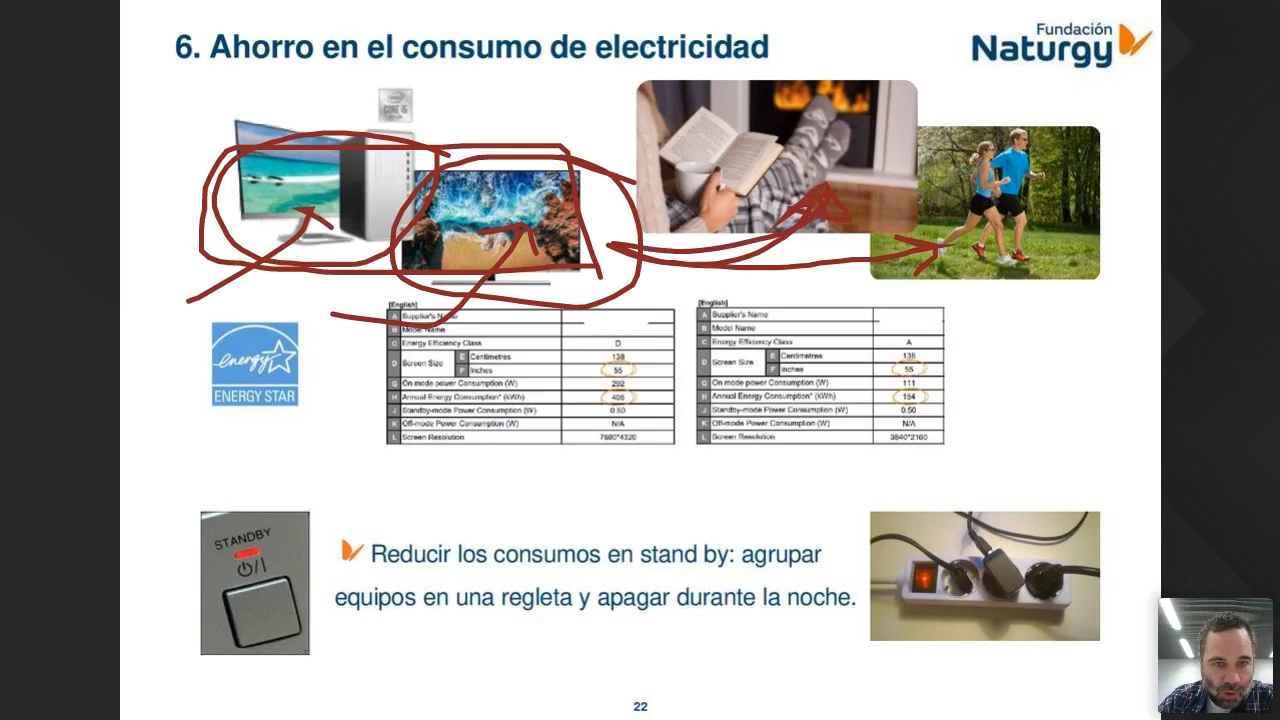 6. Ahorro en el consumo de electricidad
Fundación
Naturgy
CORE i5
[English]
A Supplier's Name
B Model Name
C Energy Efficiency Class D
D Screen Size E Centimetres 138
F Inches 55
G On mode power Consumption (W) 292
H Annual Energy Consumption* (kWh) 406
J Standby-mode Power Consumption (W) 0.50
K Off-mode Power Consumption (W) N/A
L Screen Resolution 7680*4320
[English]
A Supplier's Name
B Model Name
C Energy Efficiency Class A
D Screen Size E Centimetres 138
F Inches 55
G On mode power Consumption (W) 111
H Annual Energy Consumption* (kWh) 154
J Standby-mode Power Consumption (W) 0.50
K Off-mode Power Consumption (W) N/A
L Screen Resolution 3840*2160
energy
ENERGY STAR
STANDBY
Reducir los consumos en stand by: agrupar
equipos en una regleta y apagar durante la noche.
22